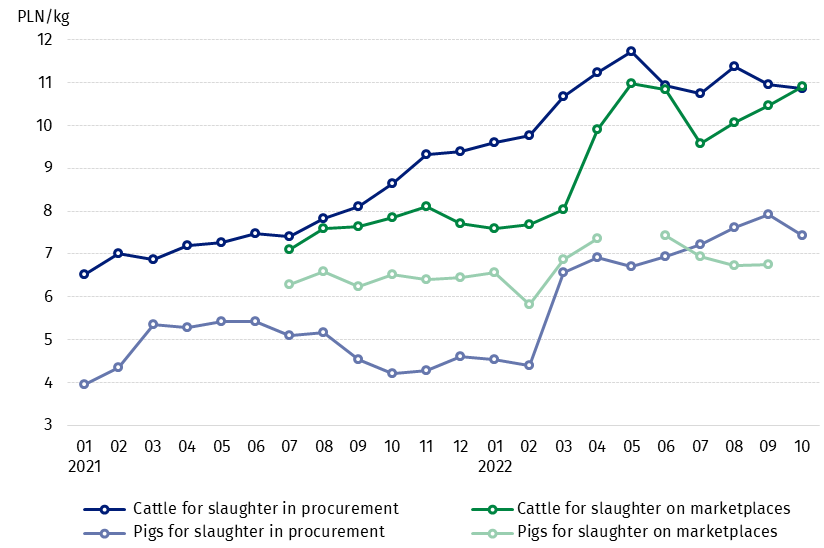 PLN/kg
12
11
10
9
8
7
6
5
4
3
01 02 03 04 05 06 07 08 09 10 11 12 01 02 03 04 05 06 07 08 09 10
2021 2022
Cattle for slaughter in procurement Cattle for slaughter on marketplaces
Pigs for slaughter in procurement Pigs for slaughter on marketplaces